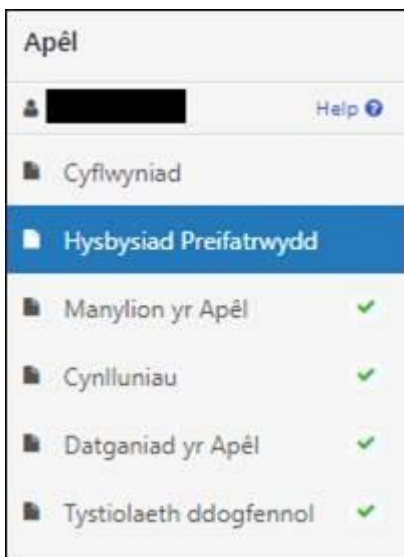 Apêl
Help
Cyflwyniad
Hysbysiad Preifatrwydd
Manylion yr Apêl
Cynlluniau
Datganiad yr Apêl
Tystiolaeth ddogfennol